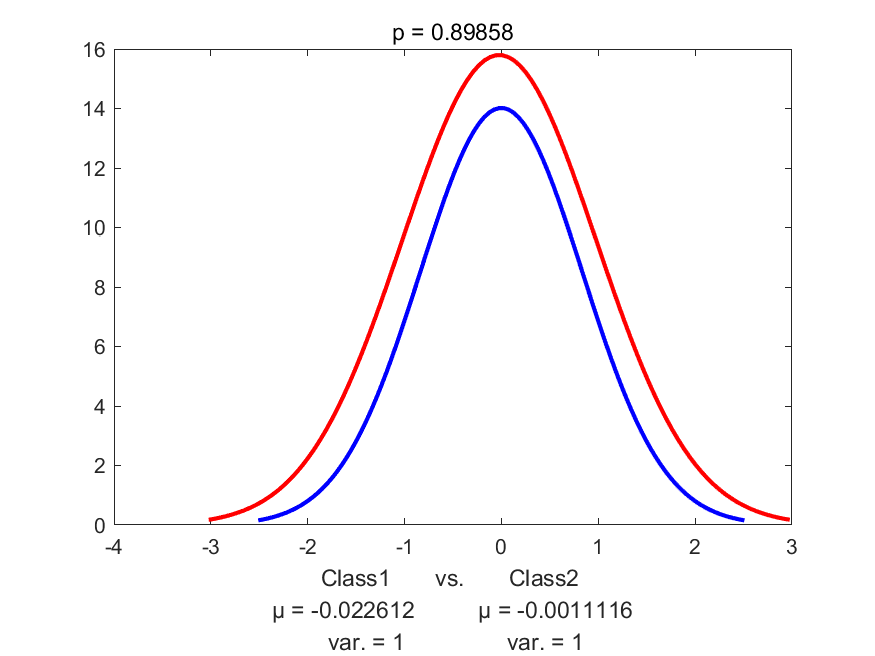 p = 0.89858
16
14
12
10
8
6
4
2
0
-4 -3 -2 -1 0 1 2 3
Class1 vs. Class2
μ = -0.022612 μ = -0.0011116
var. = 1 var. = 1